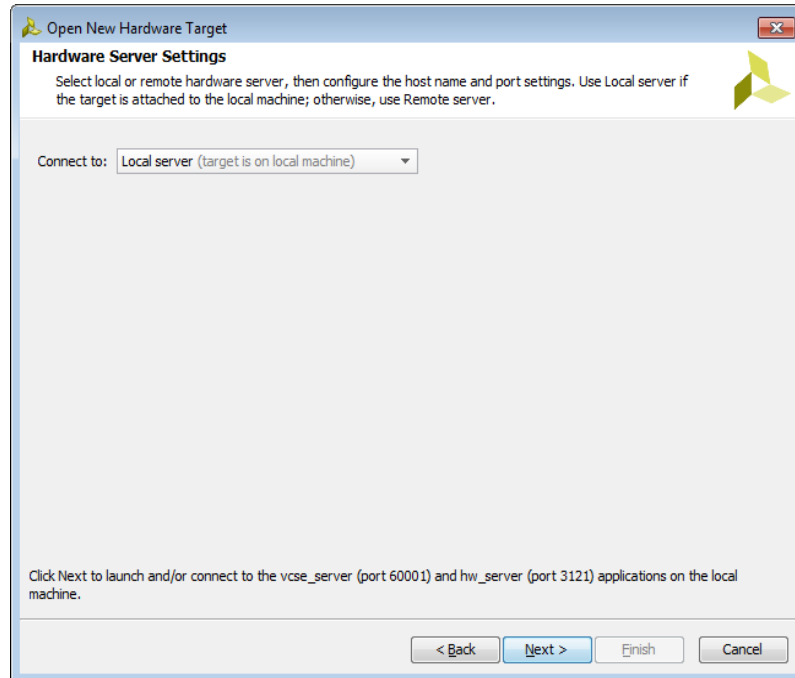 Open New Hardware Target
Hardware Server Settings
Select local or remote hardware server, then configure the host name and port settings. Use Local server if
the target is attached to the local machine; otherwise, use Remote server.
Connect to: Local server (target is on local machine)
Click Next to launch and/or connect to the vcse_server (port 60001) and hw_server (port 3121) applications on the local
machine.
< Back Next > Finish Cancel